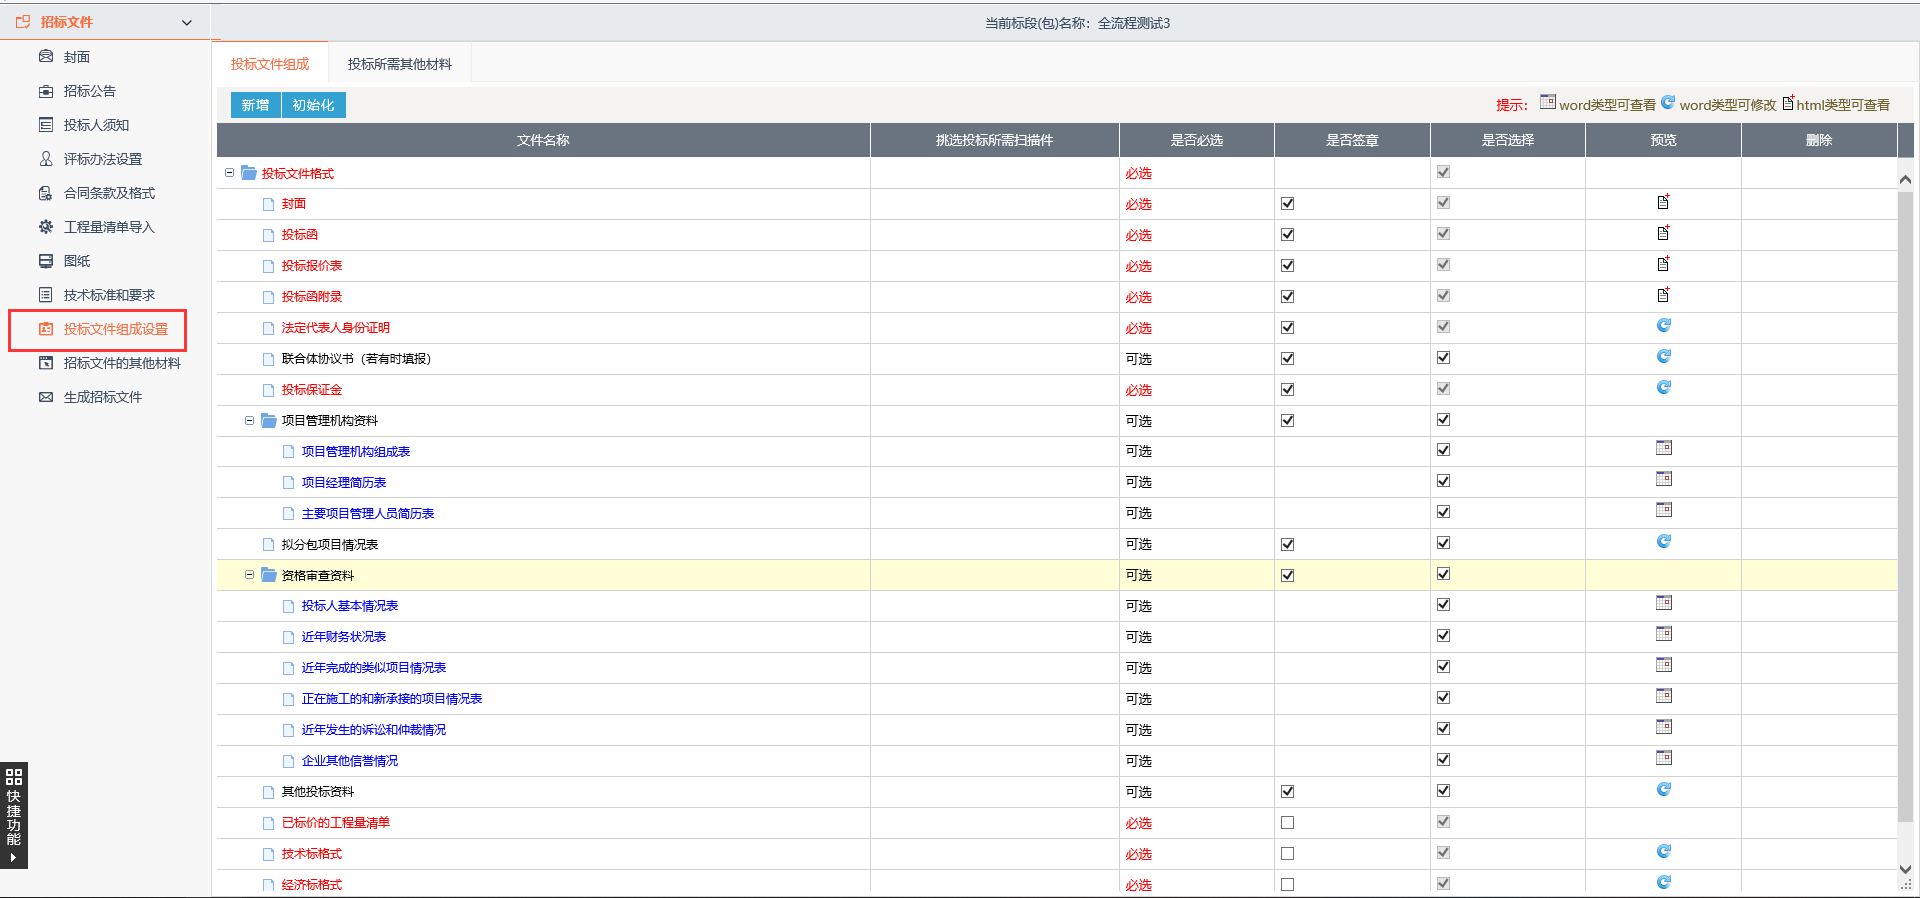 招标文件
当前标段(包)名称：全流程测试3
封面
招标公告
投标人须知
评标办法设置
合同条款及格式
工程量清单导入
图纸
技术标准和要求
投标文件组成设置
招标文件的其他材料
生成招标文件
快捷功能
投标文件组成 投标所需其他材料
新增 初始化
提示： word类型可查看 word类型可修改 html类型可查看
文件名称 挑选投标所需扫描件 是否必选 是否签章 是否选择 预览 删除
投标文件格式 必选
封面 必选
投标函 必选
投标报价表 必选
投标函附录 必选
法定代表人身份证明 必选
联合体协议书（若有时填报） 可选
投标保证金 必选
项目管理机构资料 可选
项目管理机构组成表 可选
项目经理简历表 可选
主要项目管理人员简历表 可选
拟分包项目情况表 可选
资格审查资料 可选
投标人基本情况表 可选
近年财务状况表 可选
近年完成的类似项目情况表 可选
正在施工的和新承接的项目情况表 可选
近年发生的诉讼和仲裁情况 可选
企业其他信誉情况 可选
其他投标资料 可选
已标价的工程量清单 必选
技术标格式 必选
经济标格式 必选